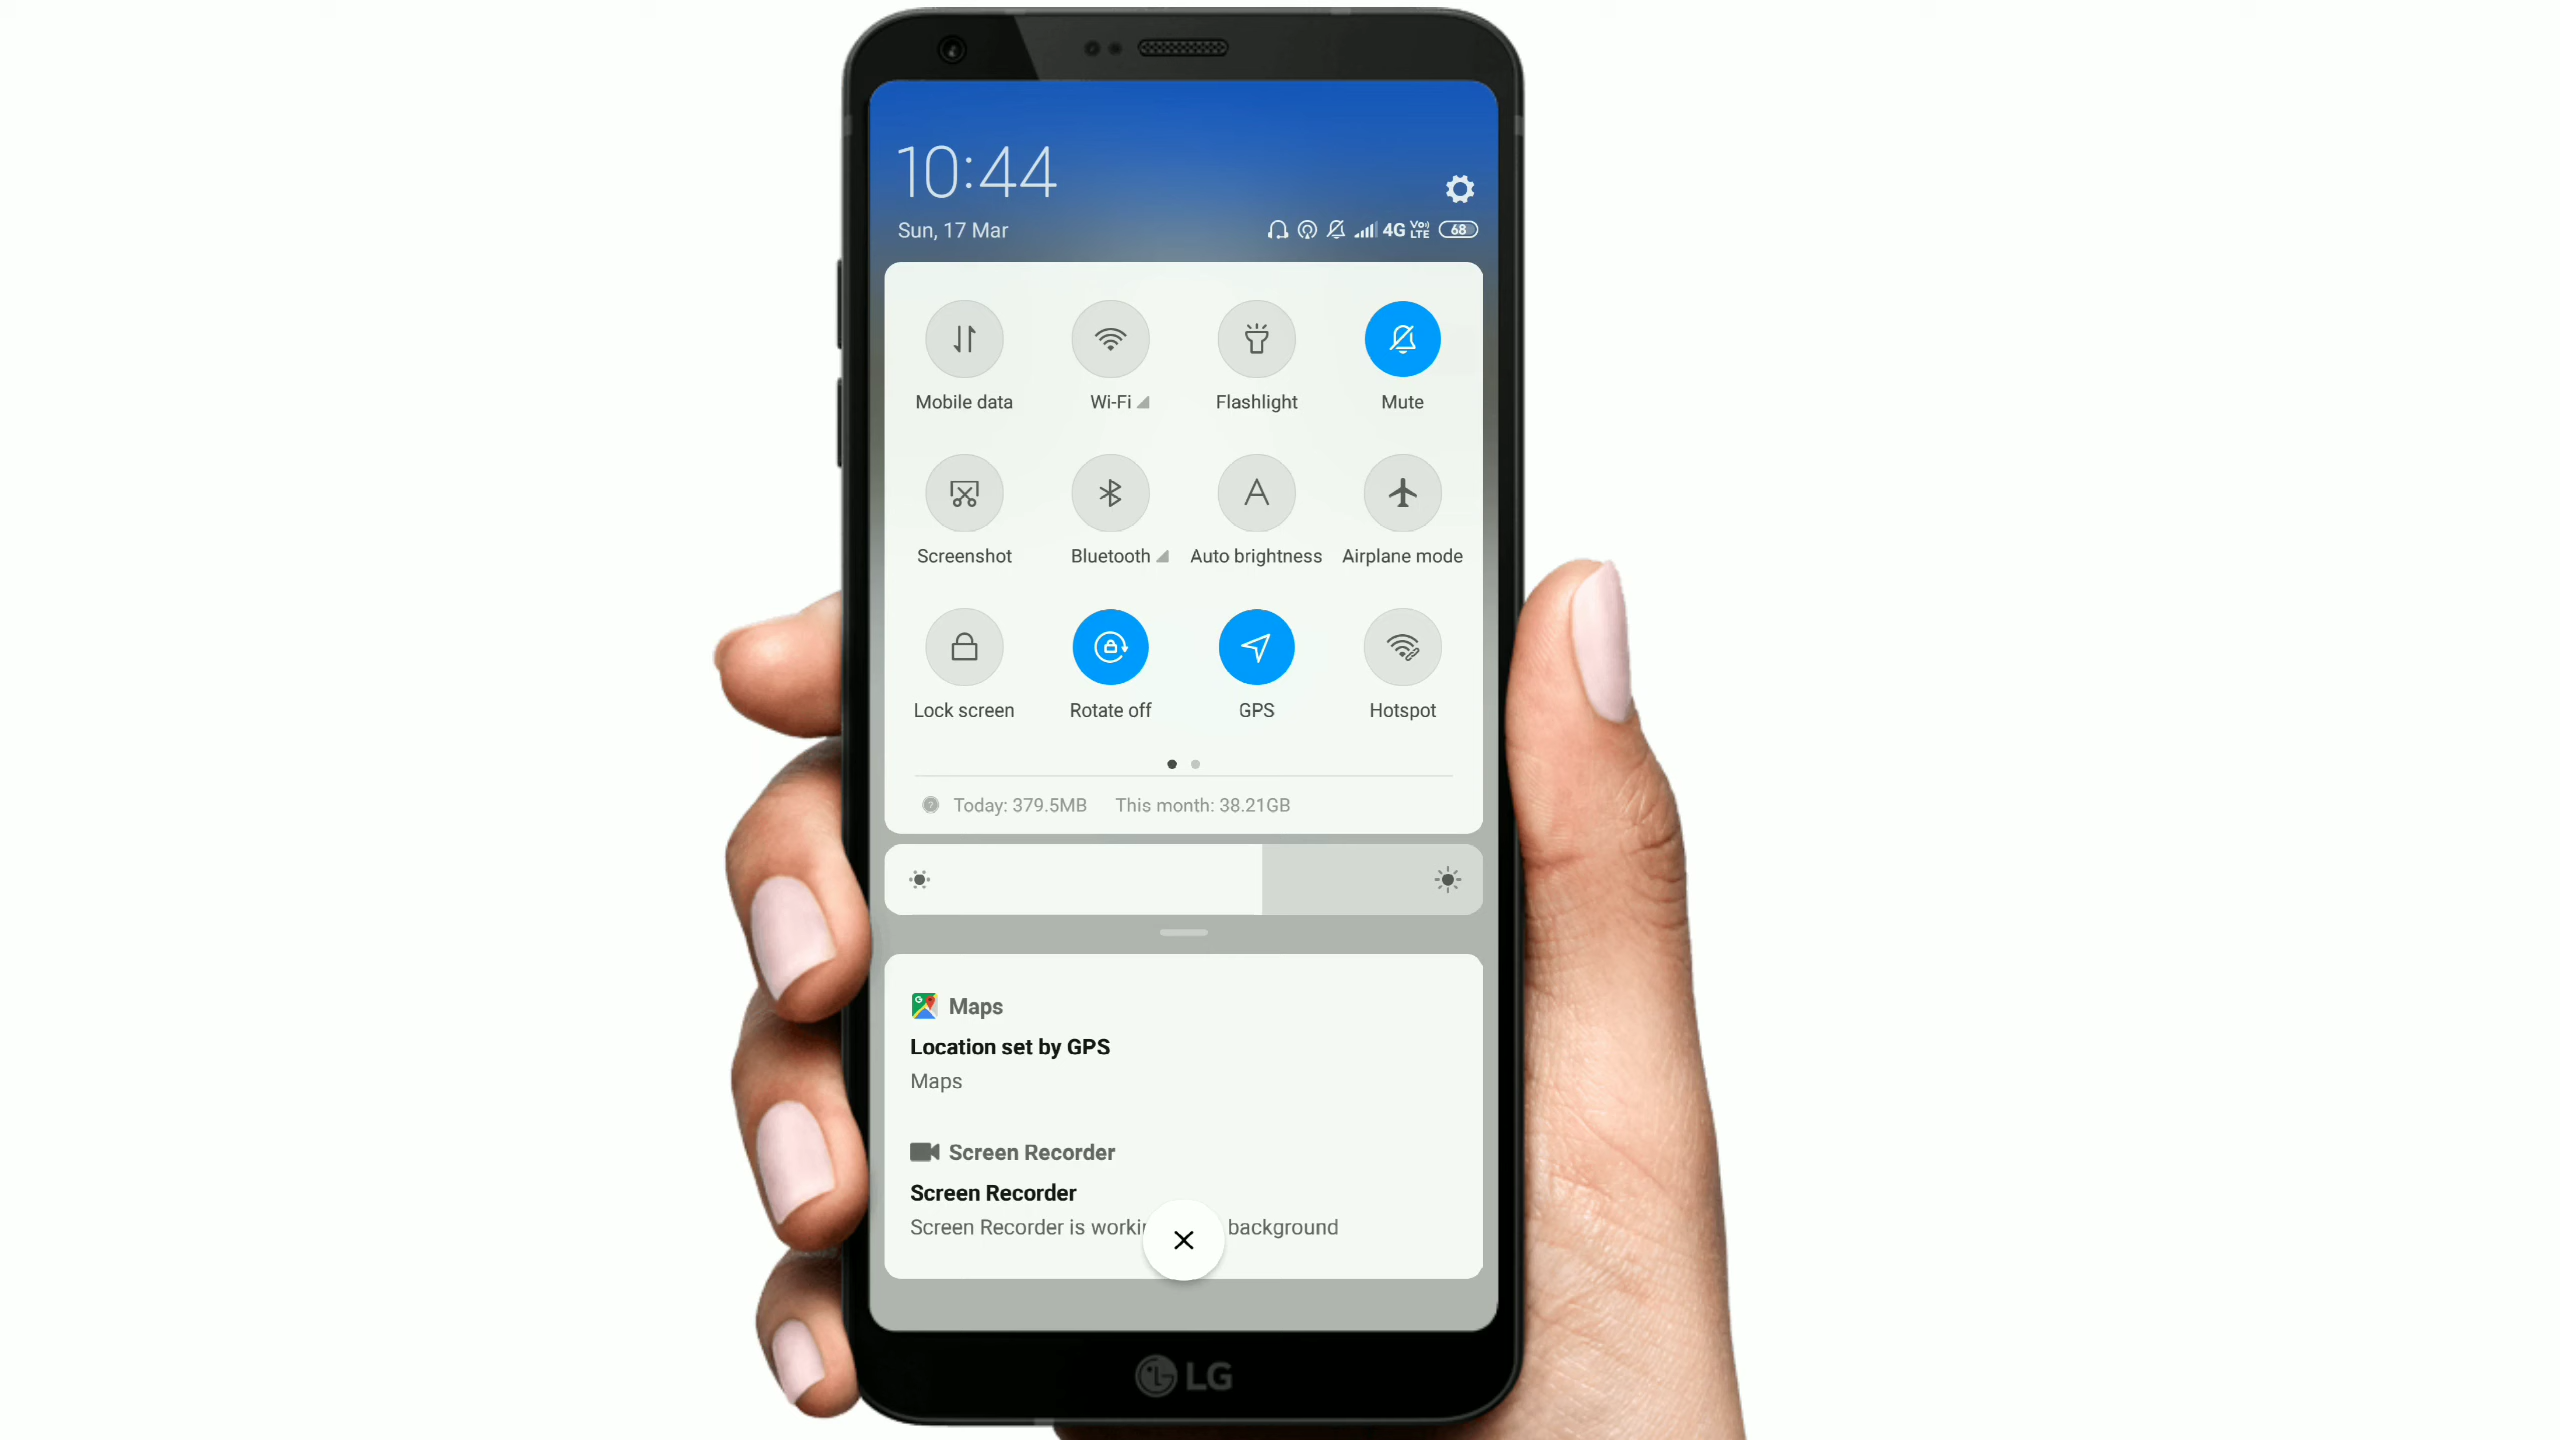 10:44
Sun, 17 Mar
4G Vo)) LTE 68
Mobile data
Wi-Fi
Flashlight
Mute
Screenshot
Bluetooth
A
Auto brightness
Airplane mode
Lock screen
Rotate off
GPS
Hotspot
Today: 379.5MB This month: 38.21GB
Maps
Location set by GPS
Maps
Screen Recorder
Screen Recorder
Screen Recorder is background
LG